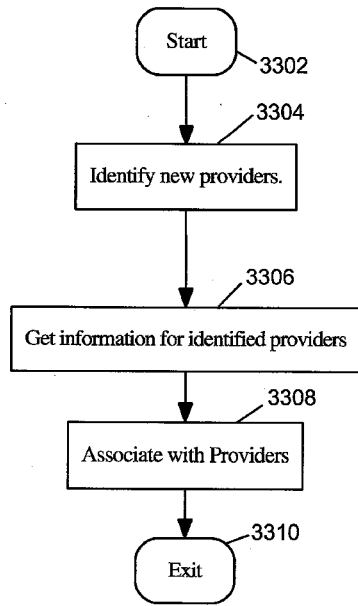 Start
3302
3304
Identify new providers.
3306
Get information for identified providers
3308
Associate with Providers
3310
Exit